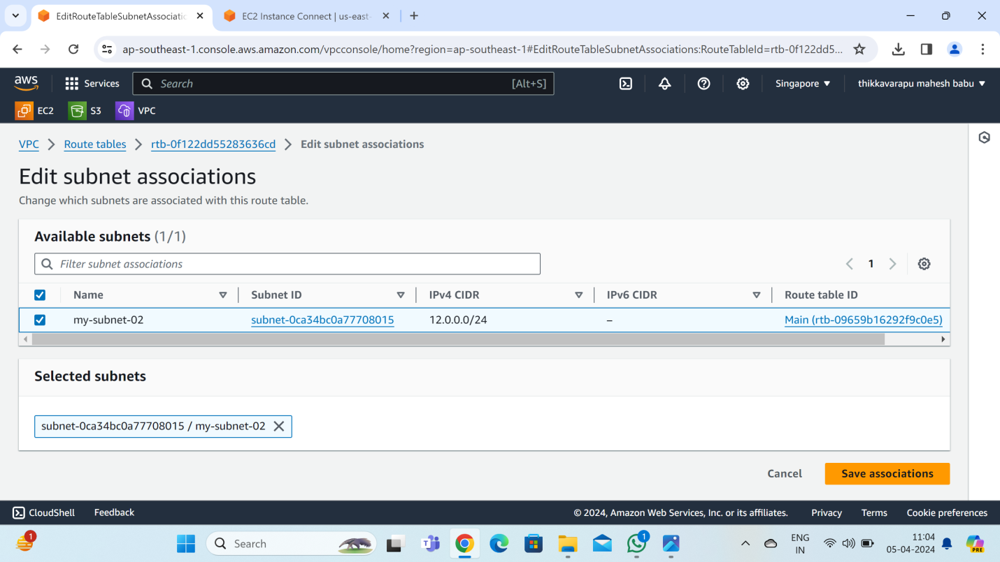 EditRouteTableSubnetAssociatio
EC2 Instance Connect | us-east-
ap-southeast-1.console.aws.amazon.com/vpcconsole/home?region=ap-southeast-1#EditRouteTableSubnetAssociations:RouteTableId=rtb-0f122dd5...
aws
Services
Search
[Alt+S]
Singapore
thikkavarapu mahesh babu
EC2
S3
VPC
VPC > Route tables > rtb-0f122dd55283636cd > Edit subnet associations
Edit subnet associations
Change which subnets are associated with this route table.
Available subnets (1/1)
Filter subnet associations
1
Name Subnet ID IPv4 CIDR IPv6 CIDR Route table ID
my-subnet-02 subnet-0ca34bc0a77708015 12.0.0.0/24 – Main (rtb-09659b16292f9c0e5)
Selected subnets
subnet-0ca34bc0a77708015 / my-subnet-02
Cancel
Save associations
CloudShell
Feedback
© 2024, Amazon Web Services, Inc. or its affiliates.
Privacy
Terms
Cookie preferences
1
Search
1
ENG
IN
11:04
05-04-2024
PRE